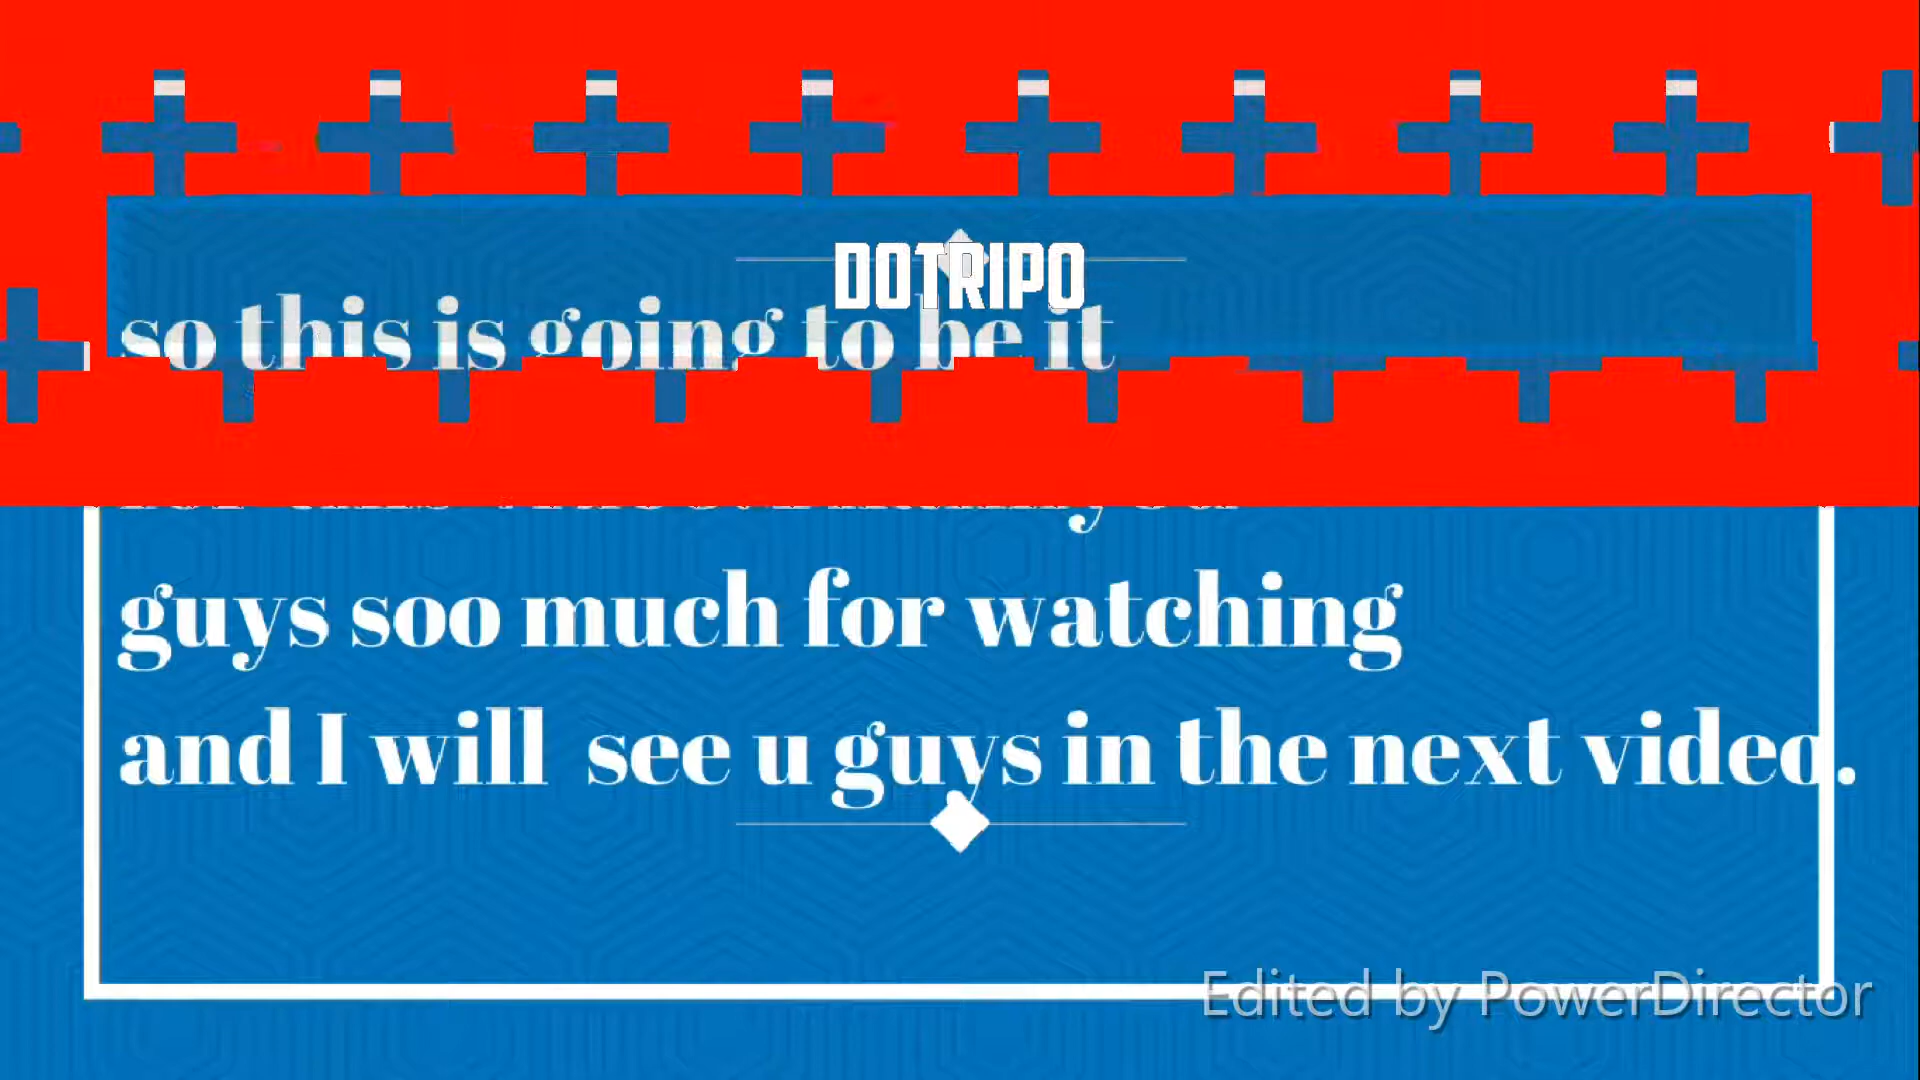 DOTRIPO
so this is going to be it
guys soo much for watching
and I will see u guys in the next video.
Edited by PowerDirector